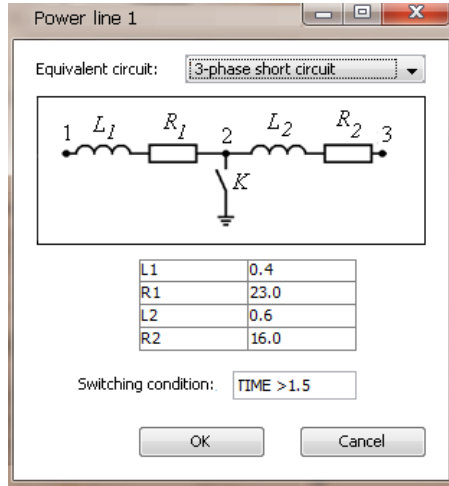 Power line 1
Equivalent circuit: 3-phase short circuit
1 L1 R1 2 L2 R2 3
K
L1 0.4
R1 23.0
L2 0.6
R2 16.0
Switching condition: TIME >1.5
OK Cancel